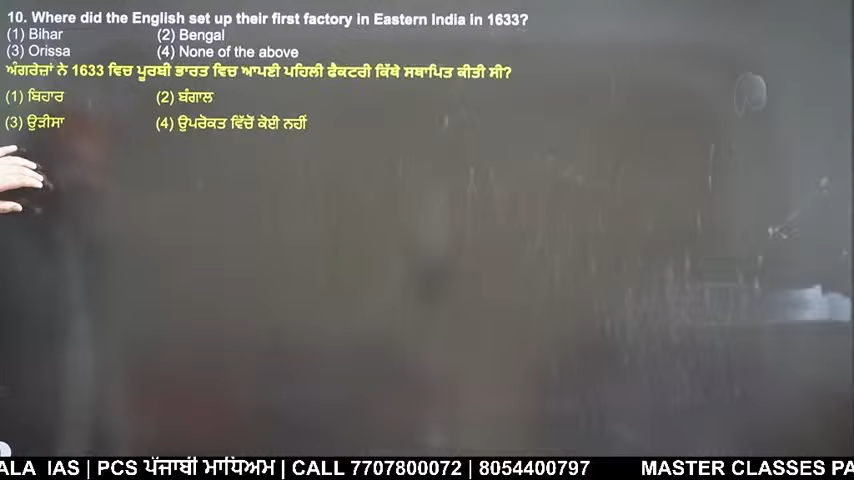 10. Where did the English set up their first factory in Eastern India in 1633?
(1) Bihar (2) Bengal
(3) Orissa (4) None of the above
ਅੰਗਰੇਜ਼ਾਂ ਨੇ 1633 ਵਿਚ ਪੂਰਬੀ ਭਾਰਤ ਵਿਚ ਆਪਣੀ ਪਹਿਲੀ ਫੈਕਟਰੀ ਕਿੱਥੇ ਸਥਾਪਿਤ ਕੀਤੀ ਸੀ?
(1) ਬਿਹਾਰ (2) ਬੰਗਾਲ
(3) ਉੜੀਸਾ (4) ਉਪਰੋਕਤ ਵਿੱਚੋਂ ਕੋਈ ਨਹੀਂ
ALA IAS | PCS ਪੰਜਾਬੀ ਮਾਧਿਅਮ | CALL 7707800072 | 8054400797 MASTER CLASSES PA